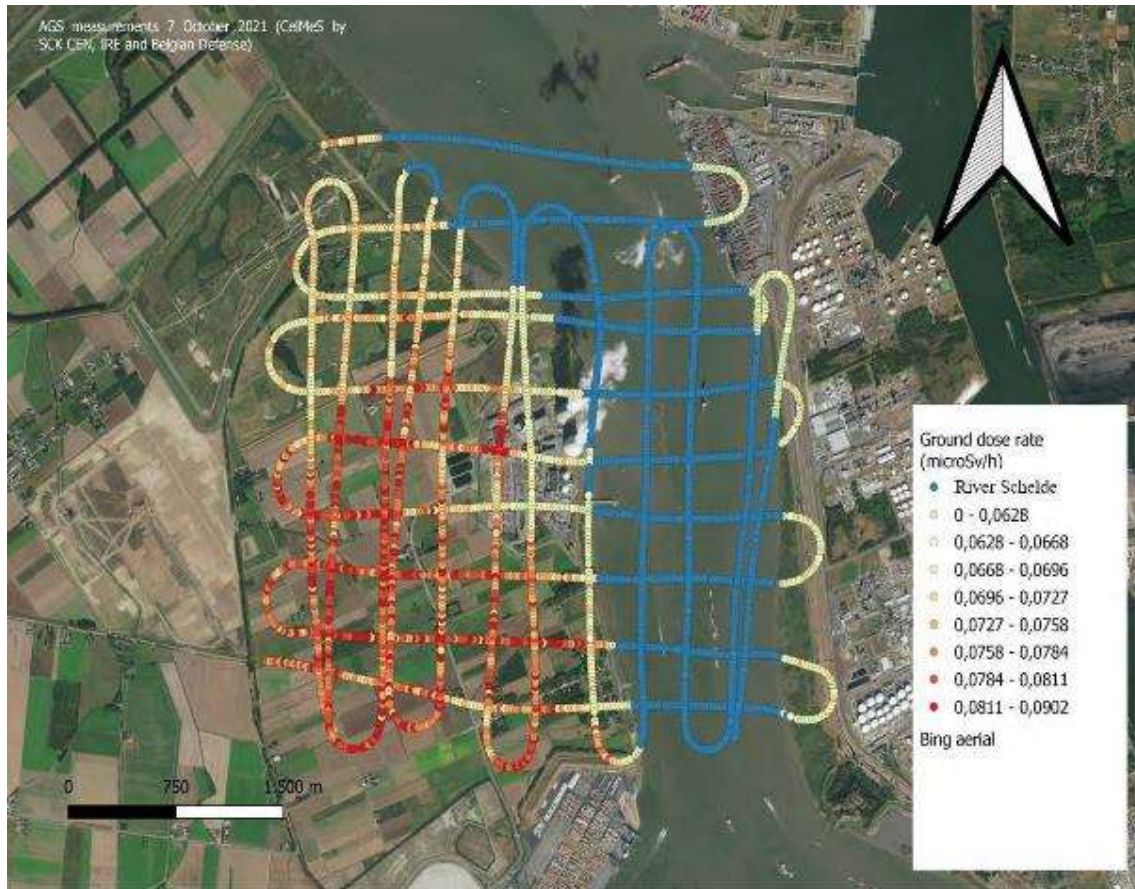 AGS measurements 7 October 2021 (CelMeS by
SCK CEN, IRE and Belgian Defense)
Ground dose rate
(microSv/h)
River Schelde
0 - 0,0628
0,0628 - 0,0668
0,0668 - 0,0696
0,0696 - 0,0727
0,0727 - 0,0758
0,0758 - 0,0784
0,0784 - 0,0811
0,0811 - 0,0902
Bing aerial
0 750 1.500 m